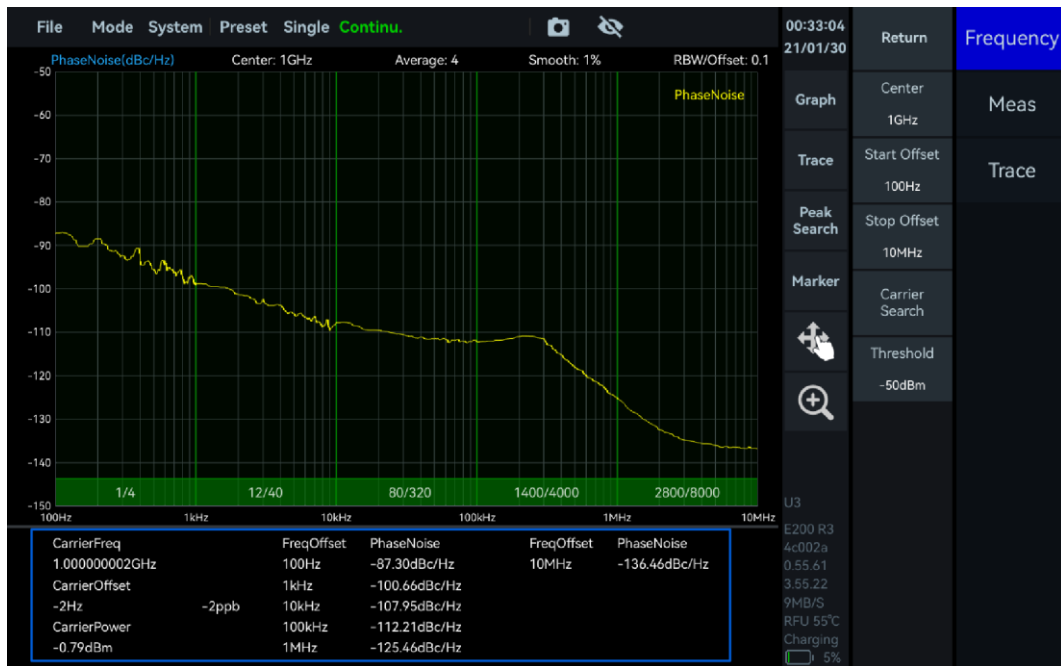 File Mode System Preset Single Continu.
PhaseNoise(dBc/Hz) Center: 1GHz Average: 4 Smooth: 1% RBW/Offset: 0.1
PhaseNoise
-50
-60
-70
-80
-90
-100
-110
-120
-130
-140
-150
1/4 12/40 80/320 1400/4000 2800/8000
100Hz 1kHz 10kHz 100kHz 1MHz 10MHz
CarrierFreq FreqOffset PhaseNoise FreqOffset PhaseNoise
1.000000002GHz 100Hz -87.30dBc/Hz 10MHz -136.46dBc/Hz
CarrierOffset 1kHz -100.66dBc/Hz
-2Hz -2ppb 10kHz -107.95dBc/Hz
CarrierPower 100kHz -112.21dBc/Hz
-0.79dBm 1MHz -125.46dBc/Hz
00:33:04
21/01/30
Graph
Trace
Peak
Search
Marker
U3
E200 R3
4c002a
0.55.61
3.55.22
9MB/S
RFU 55℃
Charging
5%
Return
Center
1GHz
Start Offset
100Hz
Stop Offset
10MHz
Carrier
Search
Threshold
-50dBm
Frequency
Meas
Trace